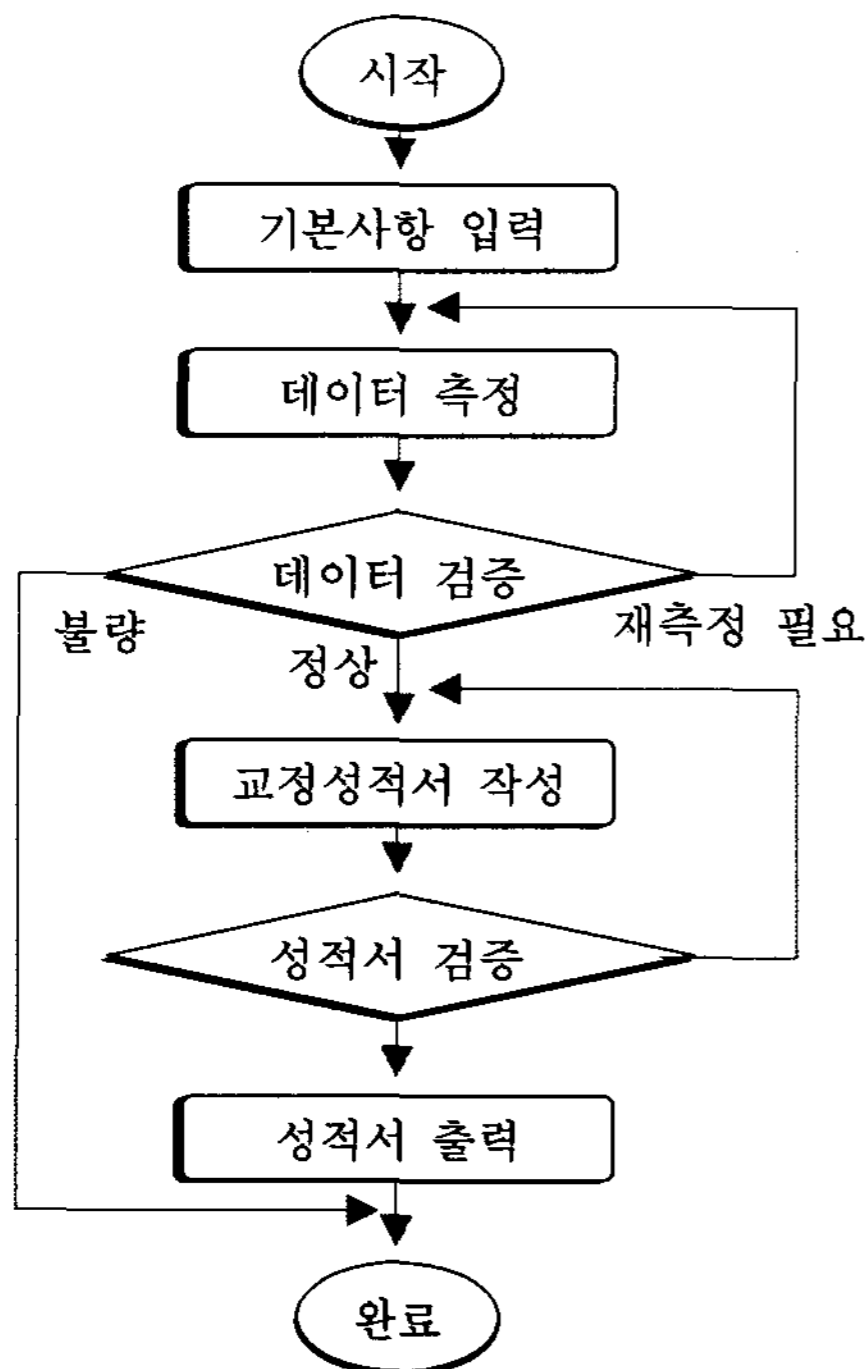 시작
기본사항 입력
데이터 측정
데이터 검증
불량
정상
재측정 필요
교정성적서 작성
성적서 검증
성적서 출력
완료